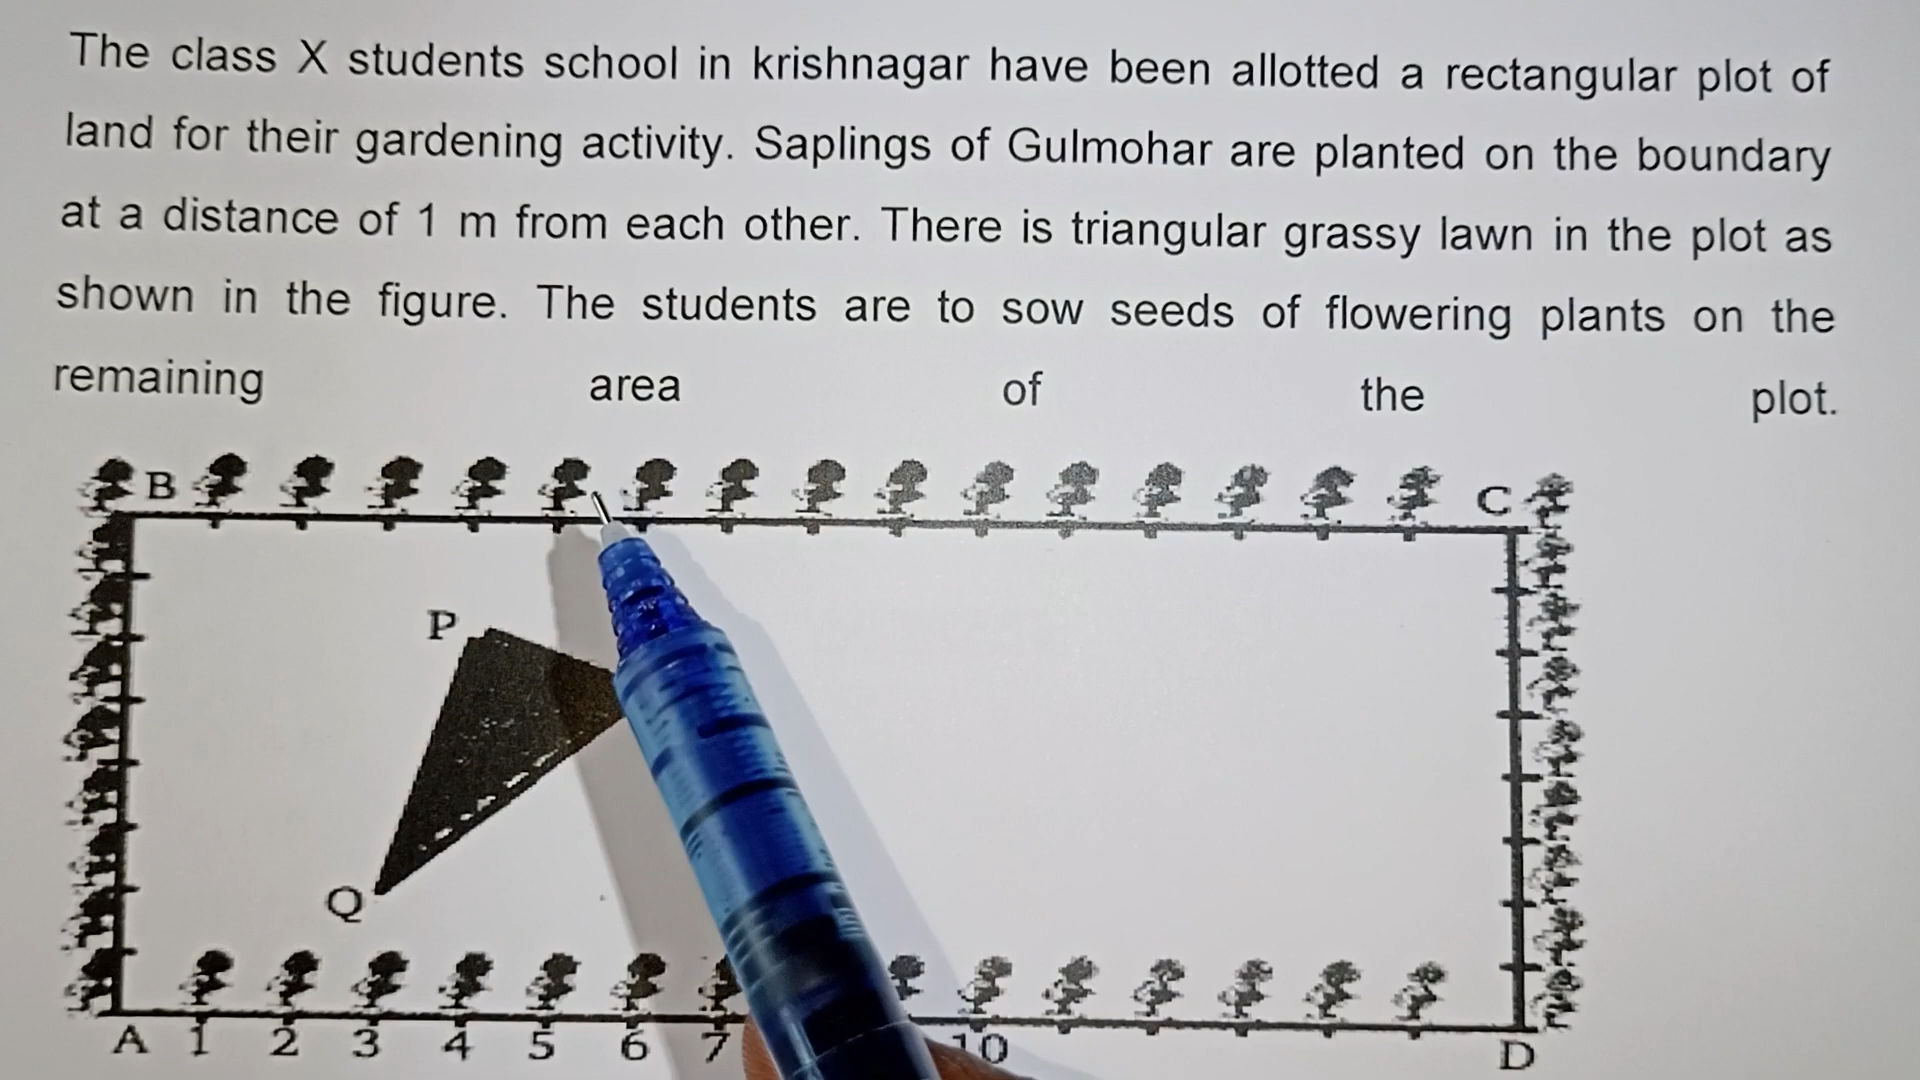 The class X students school in krishnagar have been allotted a rectangular plot of
land for their gardening activity. Saplings of Gulmohar are planted on the boundary
at a distance of 1 m from each other. There is triangular grassy lawn in the plot as
shown in the figure. The students are to sow seeds of flowering plants on the
remaining area of the plot.
B C
P
Q
A 1 2 3 4 5 6 7 10 D